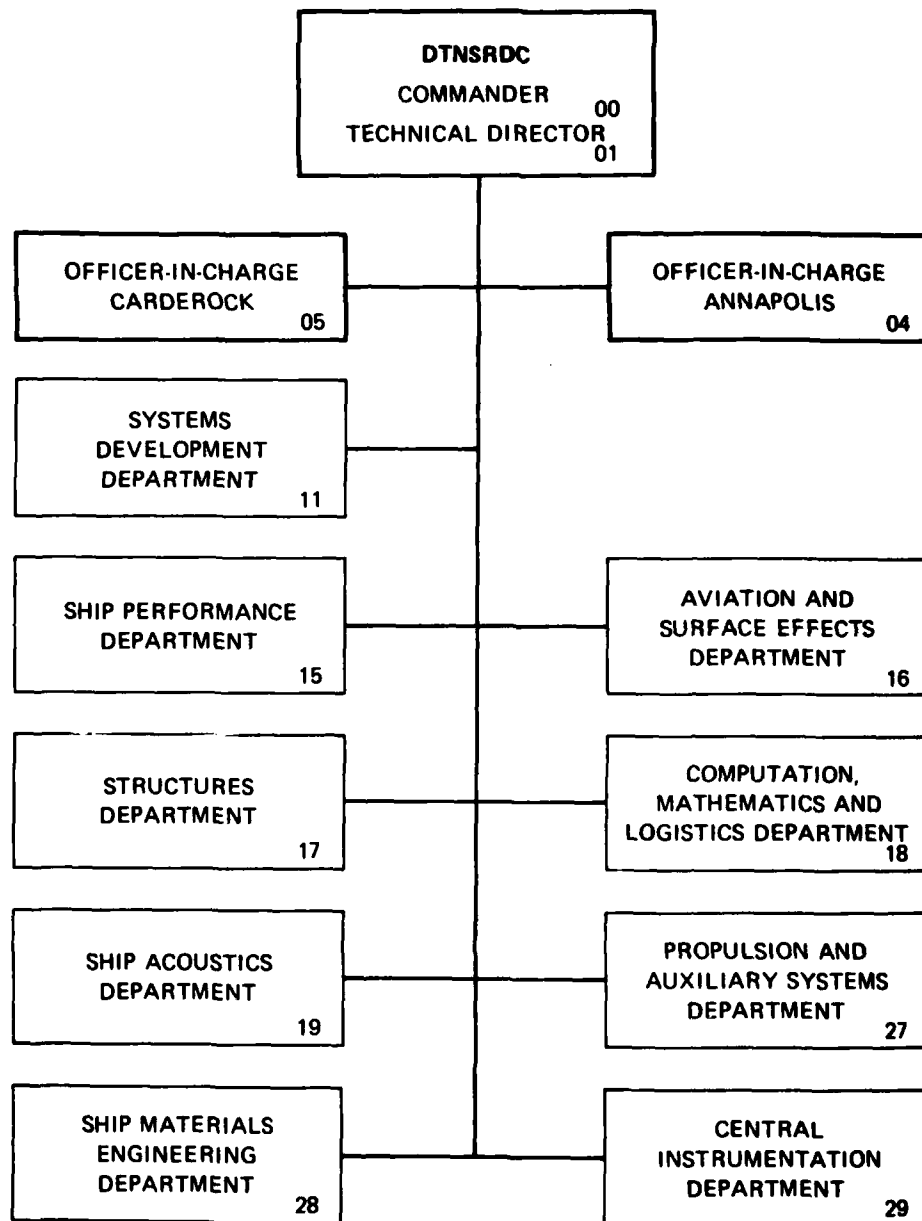 DTNSRDC
COMMANDER 00
TECHNICAL DIRECTOR 01
OFFICER-IN-CHARGE
CARDEROCK
05
OFFICER-IN-CHARGE
ANNAPOLIS
04
SYSTEMS
DEVELOPMENT
DEPARTMENT
11
SHIP PERFORMANCE
DEPARTMENT
15
AVIATION AND
SURFACE EFFECTS
DEPARTMENT
16
STRUCTURES
DEPARTMENT
17
COMPUTATION,
MATHEMATICS AND
LOGISTICS DEPARTMENT
18
SHIP ACOUSTICS
DEPARTMENT
19
PROPULSION AND
AUXILIARY SYSTEMS
DEPARTMENT
27
SHIP MATERIALS
ENGINEERING
DEPARTMENT
28
CENTRAL
INSTRUMENTATION
DEPARTMENT
29